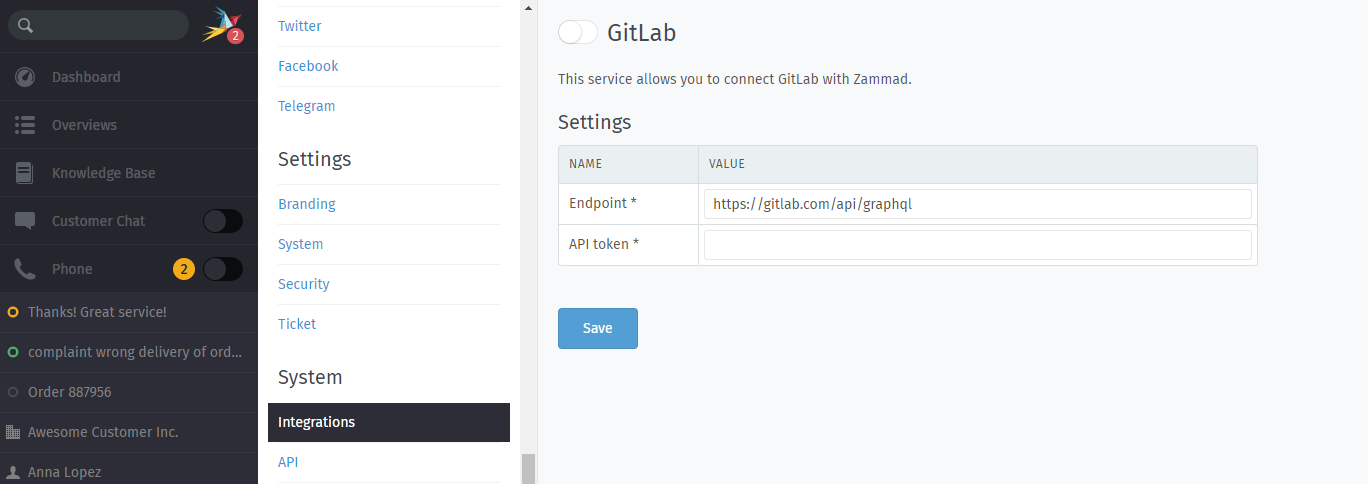 2
Dashboard
Overviews
Knowledge Base
Customer Chat
Phone 2
Thanks! Great service!
complaint wrong delivery of ord...
Order 887956
Awesome Customer Inc.
Anna Lopez
Twitter
Facebook
Telegram
Settings
Branding
System
Security
Ticket
System
Integrations
API
GitLab
This service allows you to connect GitLab with Zammad.
Settings
NAME VALUE
Endpoint * https://gitlab.com/api/graphql
API token *
Save